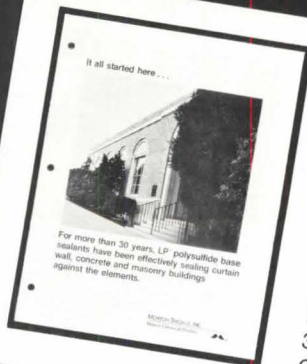 It all started here . . .
For more than 30 years, LP polysulfide base
sealants have been effectively sealing curtain
wall, concrete and masonry buildings
against the elements.
MORTON THIOKOL, INC.